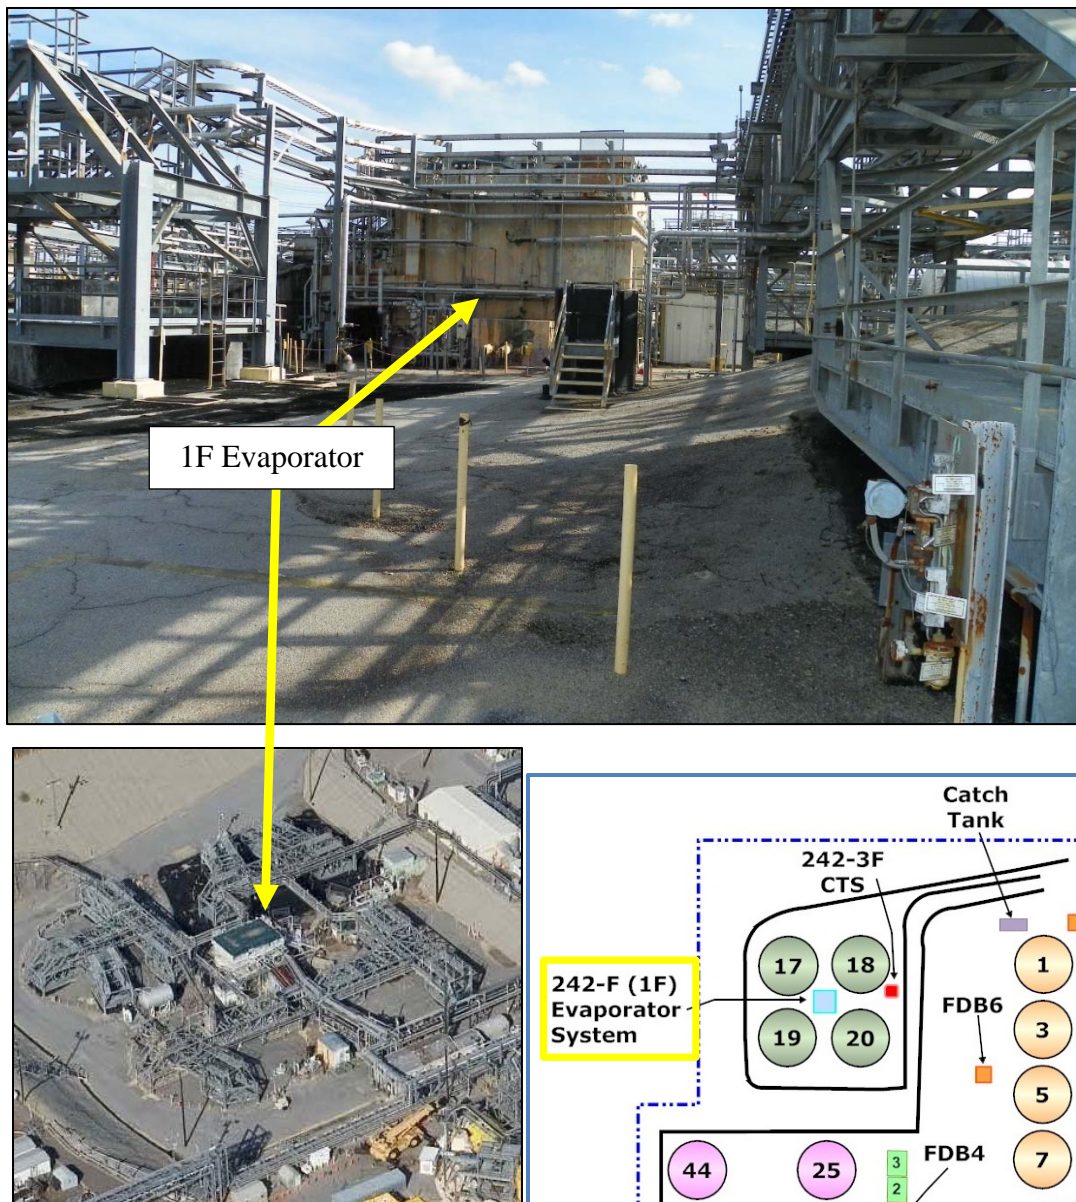 1F Evaporator
Catch
Tank
242-3F
CTS
17
18
1
242-F (1F)
Evaporator
System
FDB6
3
19
20
5
FDB4
44
25
3
7
2